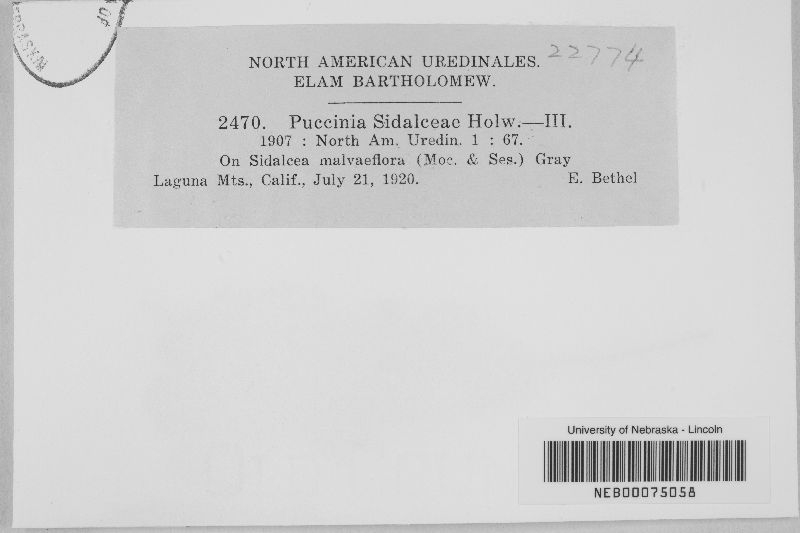 OF
NORTH AMERICAN UREDINALES. 22774
ELAM BARTHOLOMEW.
2470. Puccinia Sidalceae Holw.—III.
1907 : North Am. Uredin. 1 : 67.
On Sidalcea malvaeflora (Moc. & Ses.) Gray
Laguna Mts., Calif., July 21, 1920. E. Bethel
University of Nebraska - Lincoln
NEB00075058